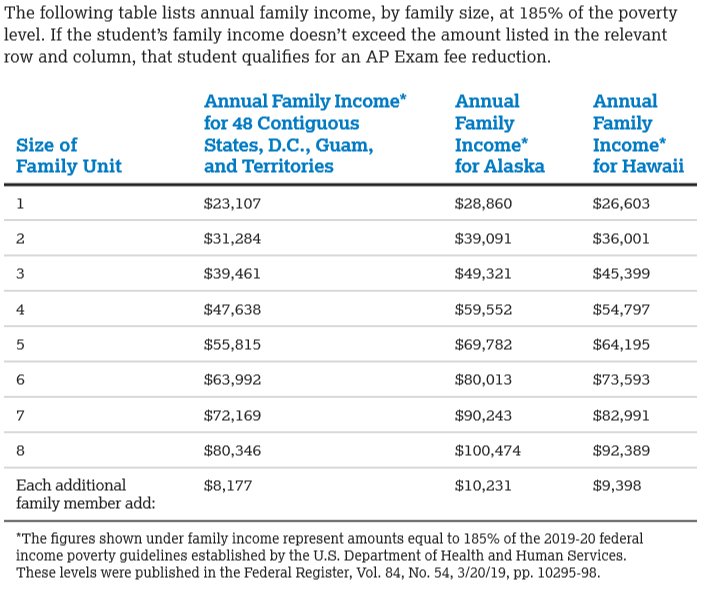 The following table lists annual family income, by family size, at 185% of the poverty
level. If the student's family income doesn't exceed the amount listed in the relevant
row and column, that student qualifies for an AP Exam fee reduction.
Size of
Family Unit
Annual Family Income*
for 48 Contiguous
States, D.C., Guam,
and Territories
Annual
Family
Income*
for Alaska
Annual
Family
Income*
for Hawaii
1 $23,107 $28,860 $26,603
2 $31,284 $39,091 $36,001
3 $39,461 $49,321 $45,399
4 $47,638 $59,552 $54,797
5 $55,815 $69,782 $64,195
6 $63,992 $80,013 $73,593
7 $72,169 $90,243 $82,991
8 $80,346 $100,474 $92,389
Each additional
family member add: $8,177 $10,231 $9,398
*The figures shown under family income represent amounts equal to 185% of the 2019-20 federal
income poverty guidelines established by the U.S. Department of Health and Human Services.
These levels were published in the Federal Register, Vol. 84, No. 54, 3/20/19, pp. 10295-98.